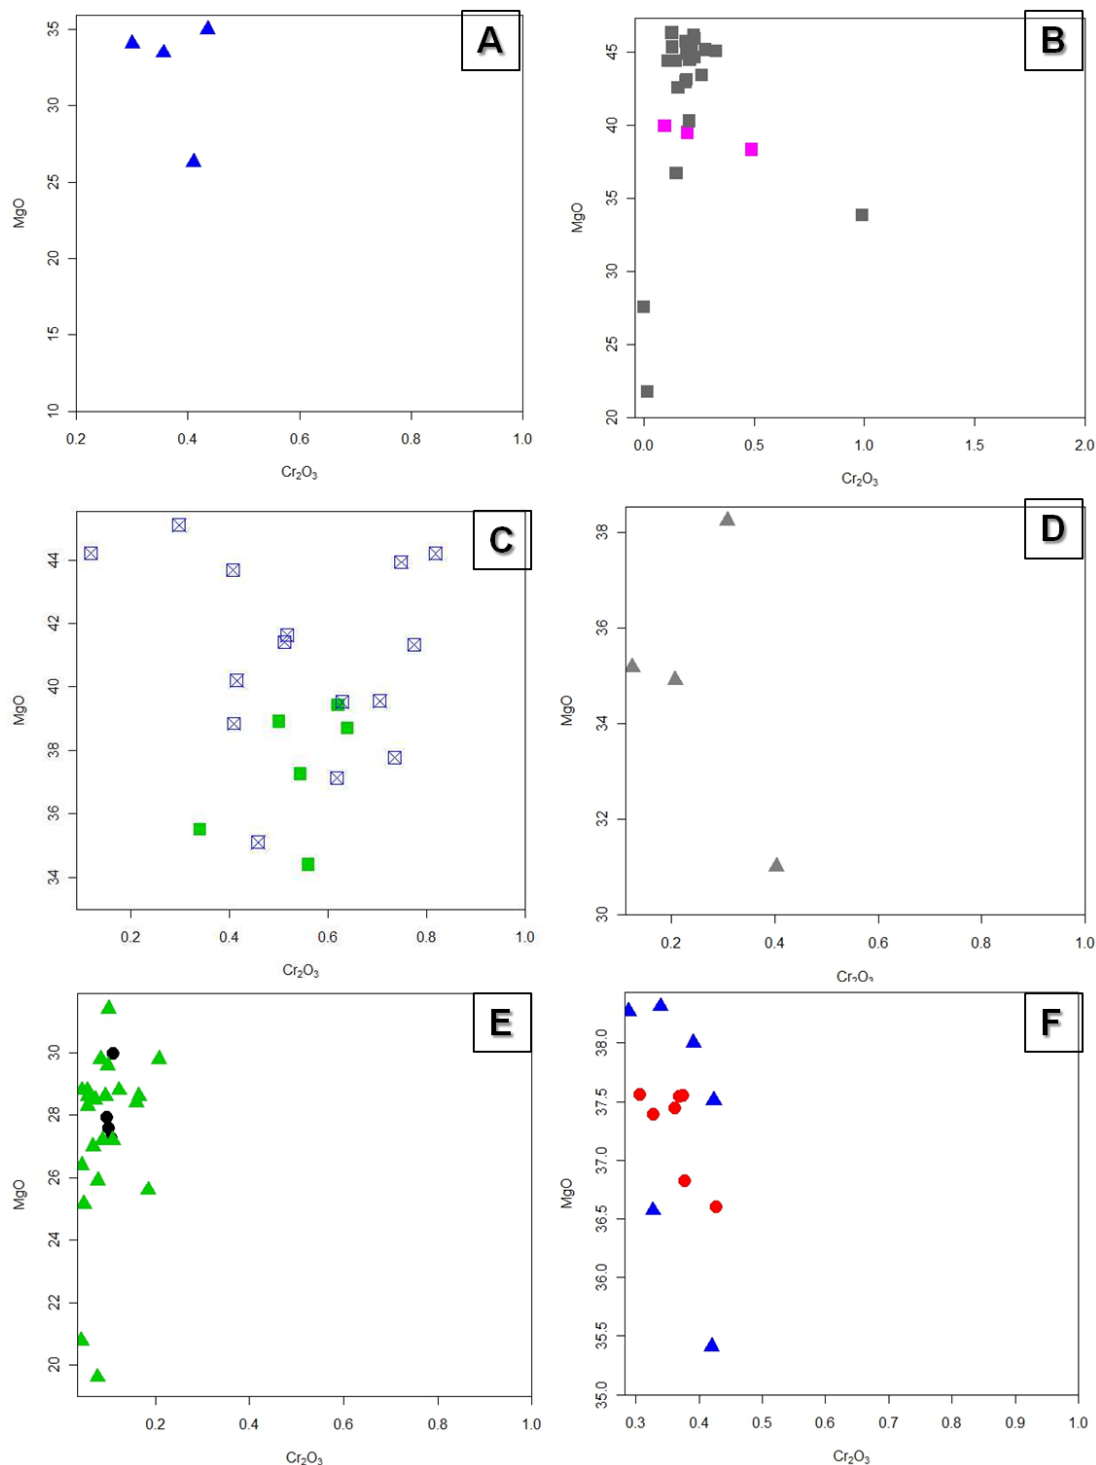 A
35
30
25
20
15
10
MgO
0.2 0.4 0.6 0.8 1.0
Cr₂O₃
B
45
40
35
30
25
20
MgO
0.0 0.5 1.0 1.5 2.0
Cr₂O₃
C
44
42
40
38
36
34
MgO
0.2 0.4 0.6 0.8 1.0
Cr₂O₃
D
38
36
34
32
30
MgO
0.2 0.4 0.6 0.8 1.0
Cr₂O₃
E
30
28
26
24
22
20
MgO
0.2 0.4 0.6 0.8 1.0
Cr₂O₃
F
38.0
37.5
37.0
36.5
36.0
35.5
35.0
MgO
0.3 0.4 0.5 0.6 0.7 0.8 0.9 1.0
Cr₂O₃